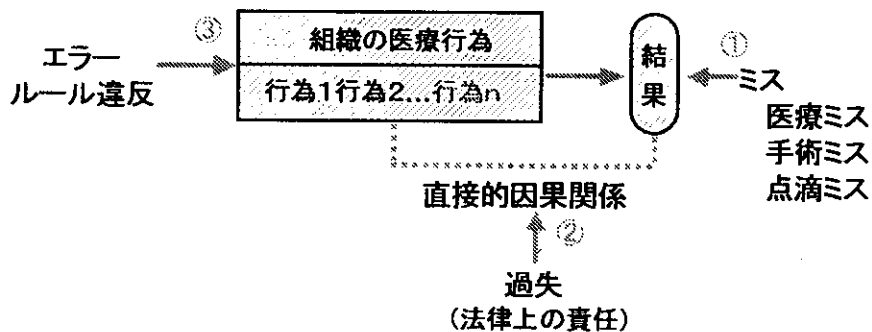 ③
エラー
ルール違反
組織の医療行為
行為1行為2...行為n
結果
①
ミス
医療ミス
手術ミス
点滴ミス
直接的因果関係
②
過失
(法律上の責任)